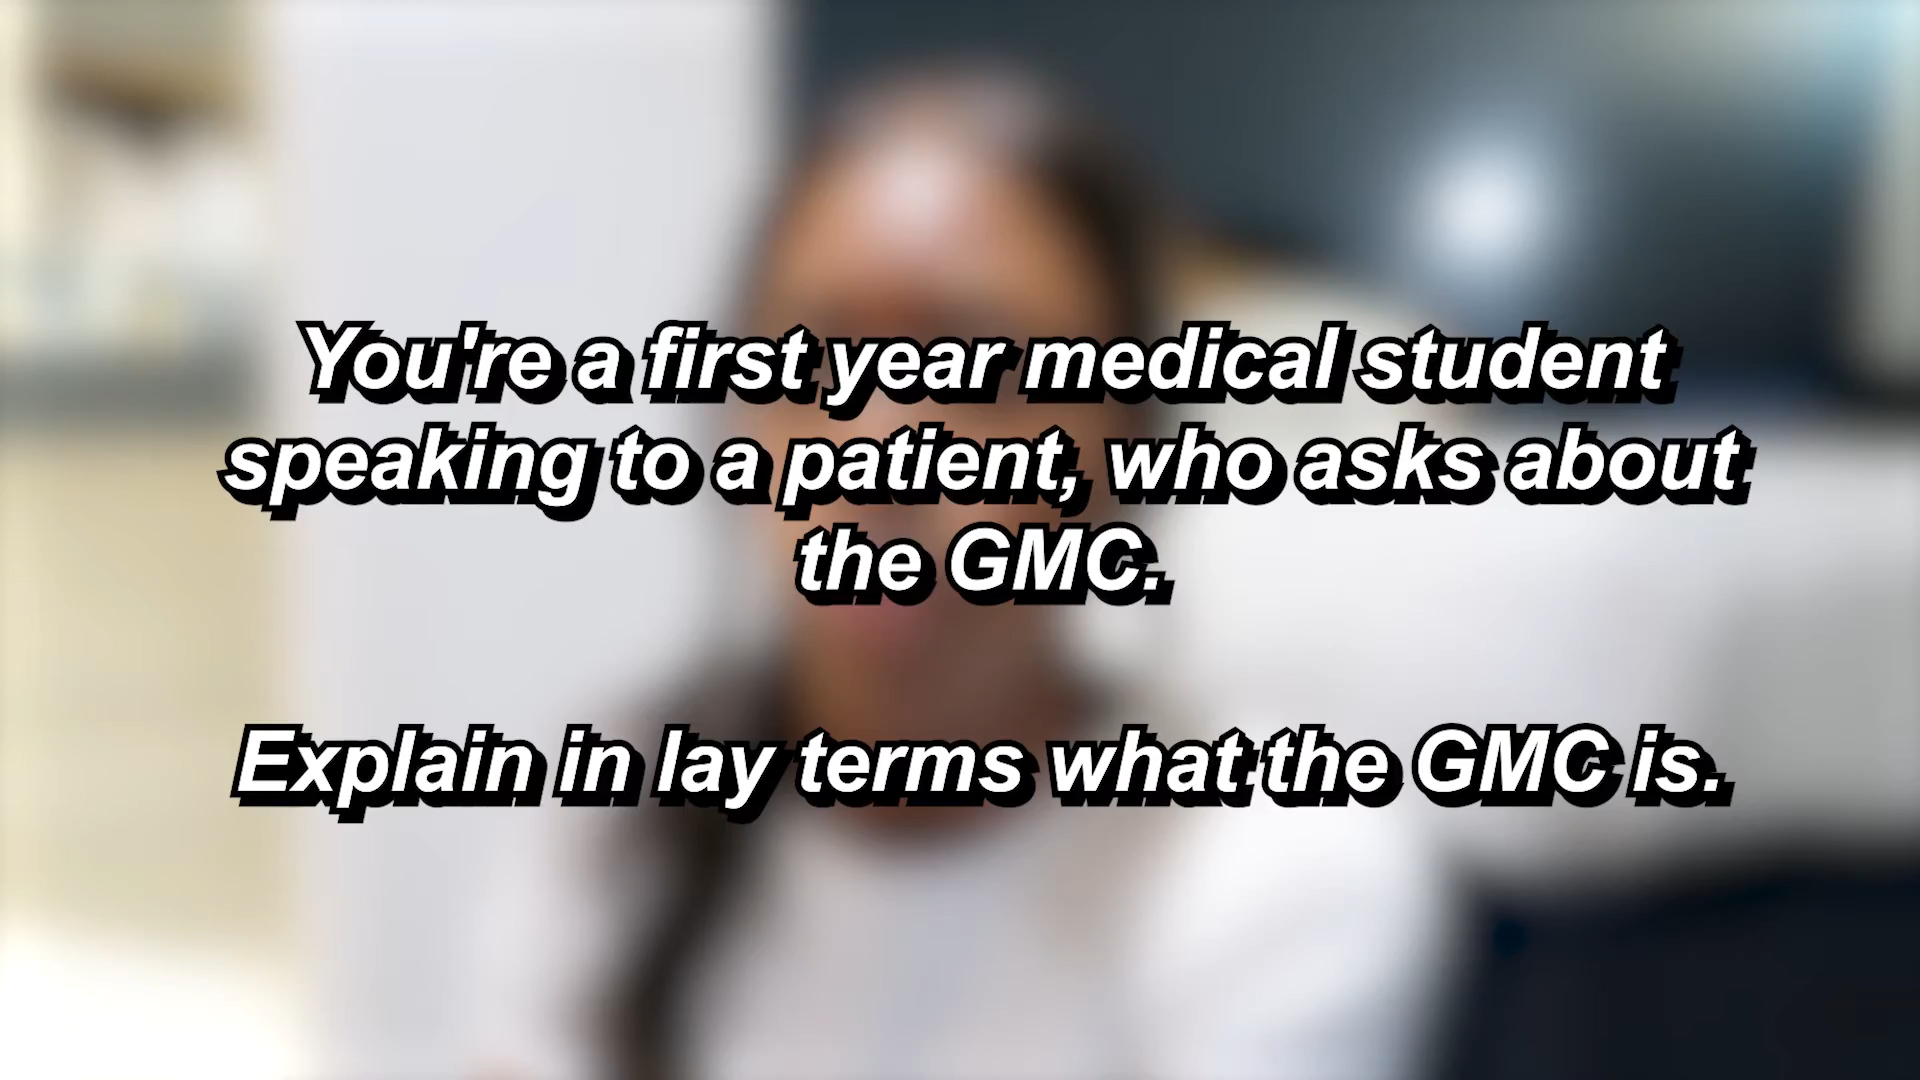 You're a first year medical student
speaking to a patient, who asks about
the GMC.
Explain in lay terms what the GMC is.